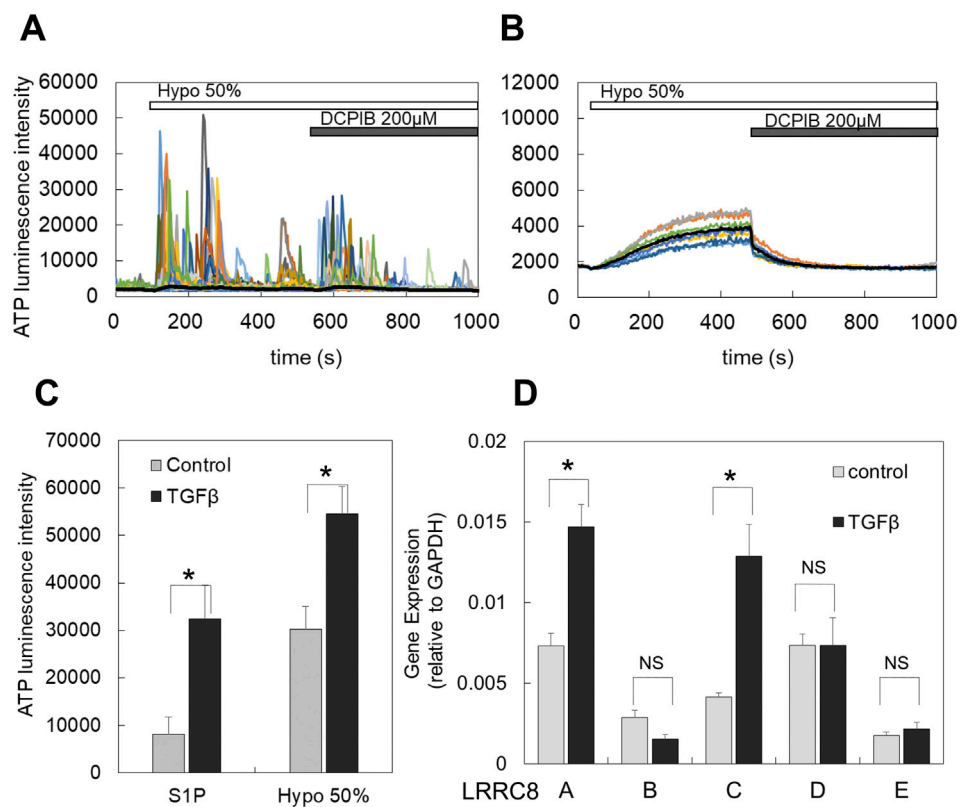 A
ATP luminescence intensity
60000
50000
40000
30000
20000
10000
0
Hypo 50%
DCPIB 200μM
0 200 400 600 800 1000
time (s)
B
12000
10000
8000
6000
4000
2000
0
Hypo 50%
DCPIB 200μM
0 200 400 600 800 1000
time (s)
C
ATP luminescence intensity
70000
60000
50000
40000
30000
20000
10000
0
Control
TGFβ
*
*
S1P Hypo 50%
D
Gene Expression
(relative to GAPDH)
0.02
0.015
0.01
0.005
0
control
TGFβ
*
NS
*
NS
NS
LRRC8 A B C D E